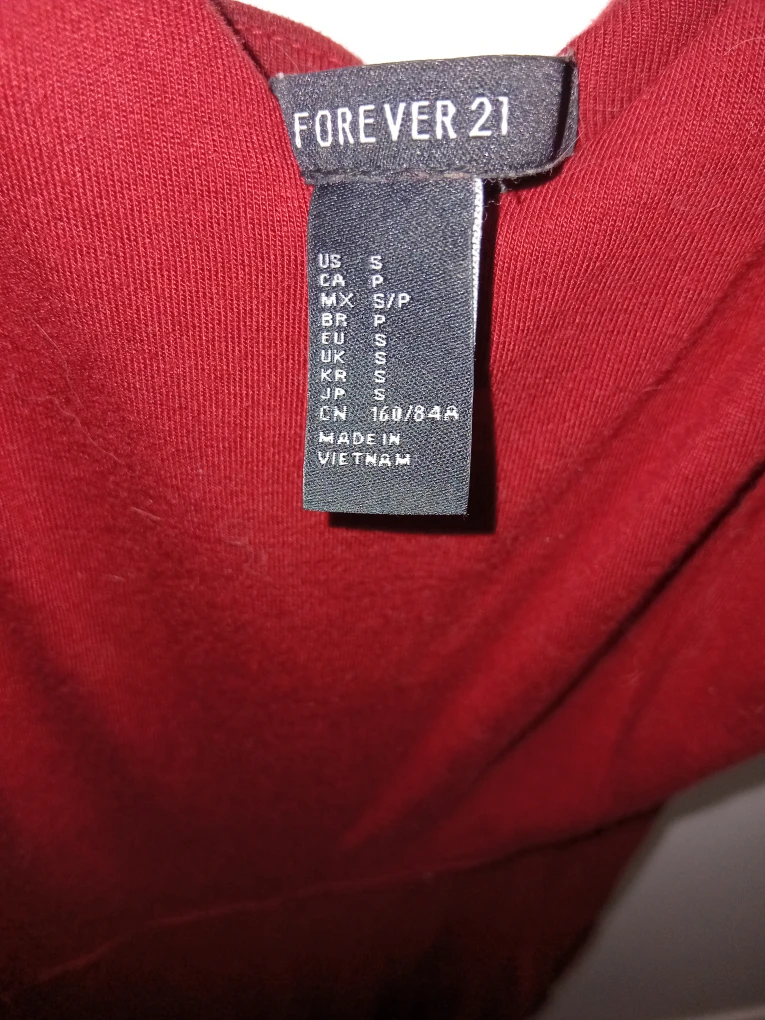 FOREVER 21
US S
CA P
MX S/P
BR P
EU S
UK S
KR S
JP S
CN 160/84A
MADE IN
VIETNAM